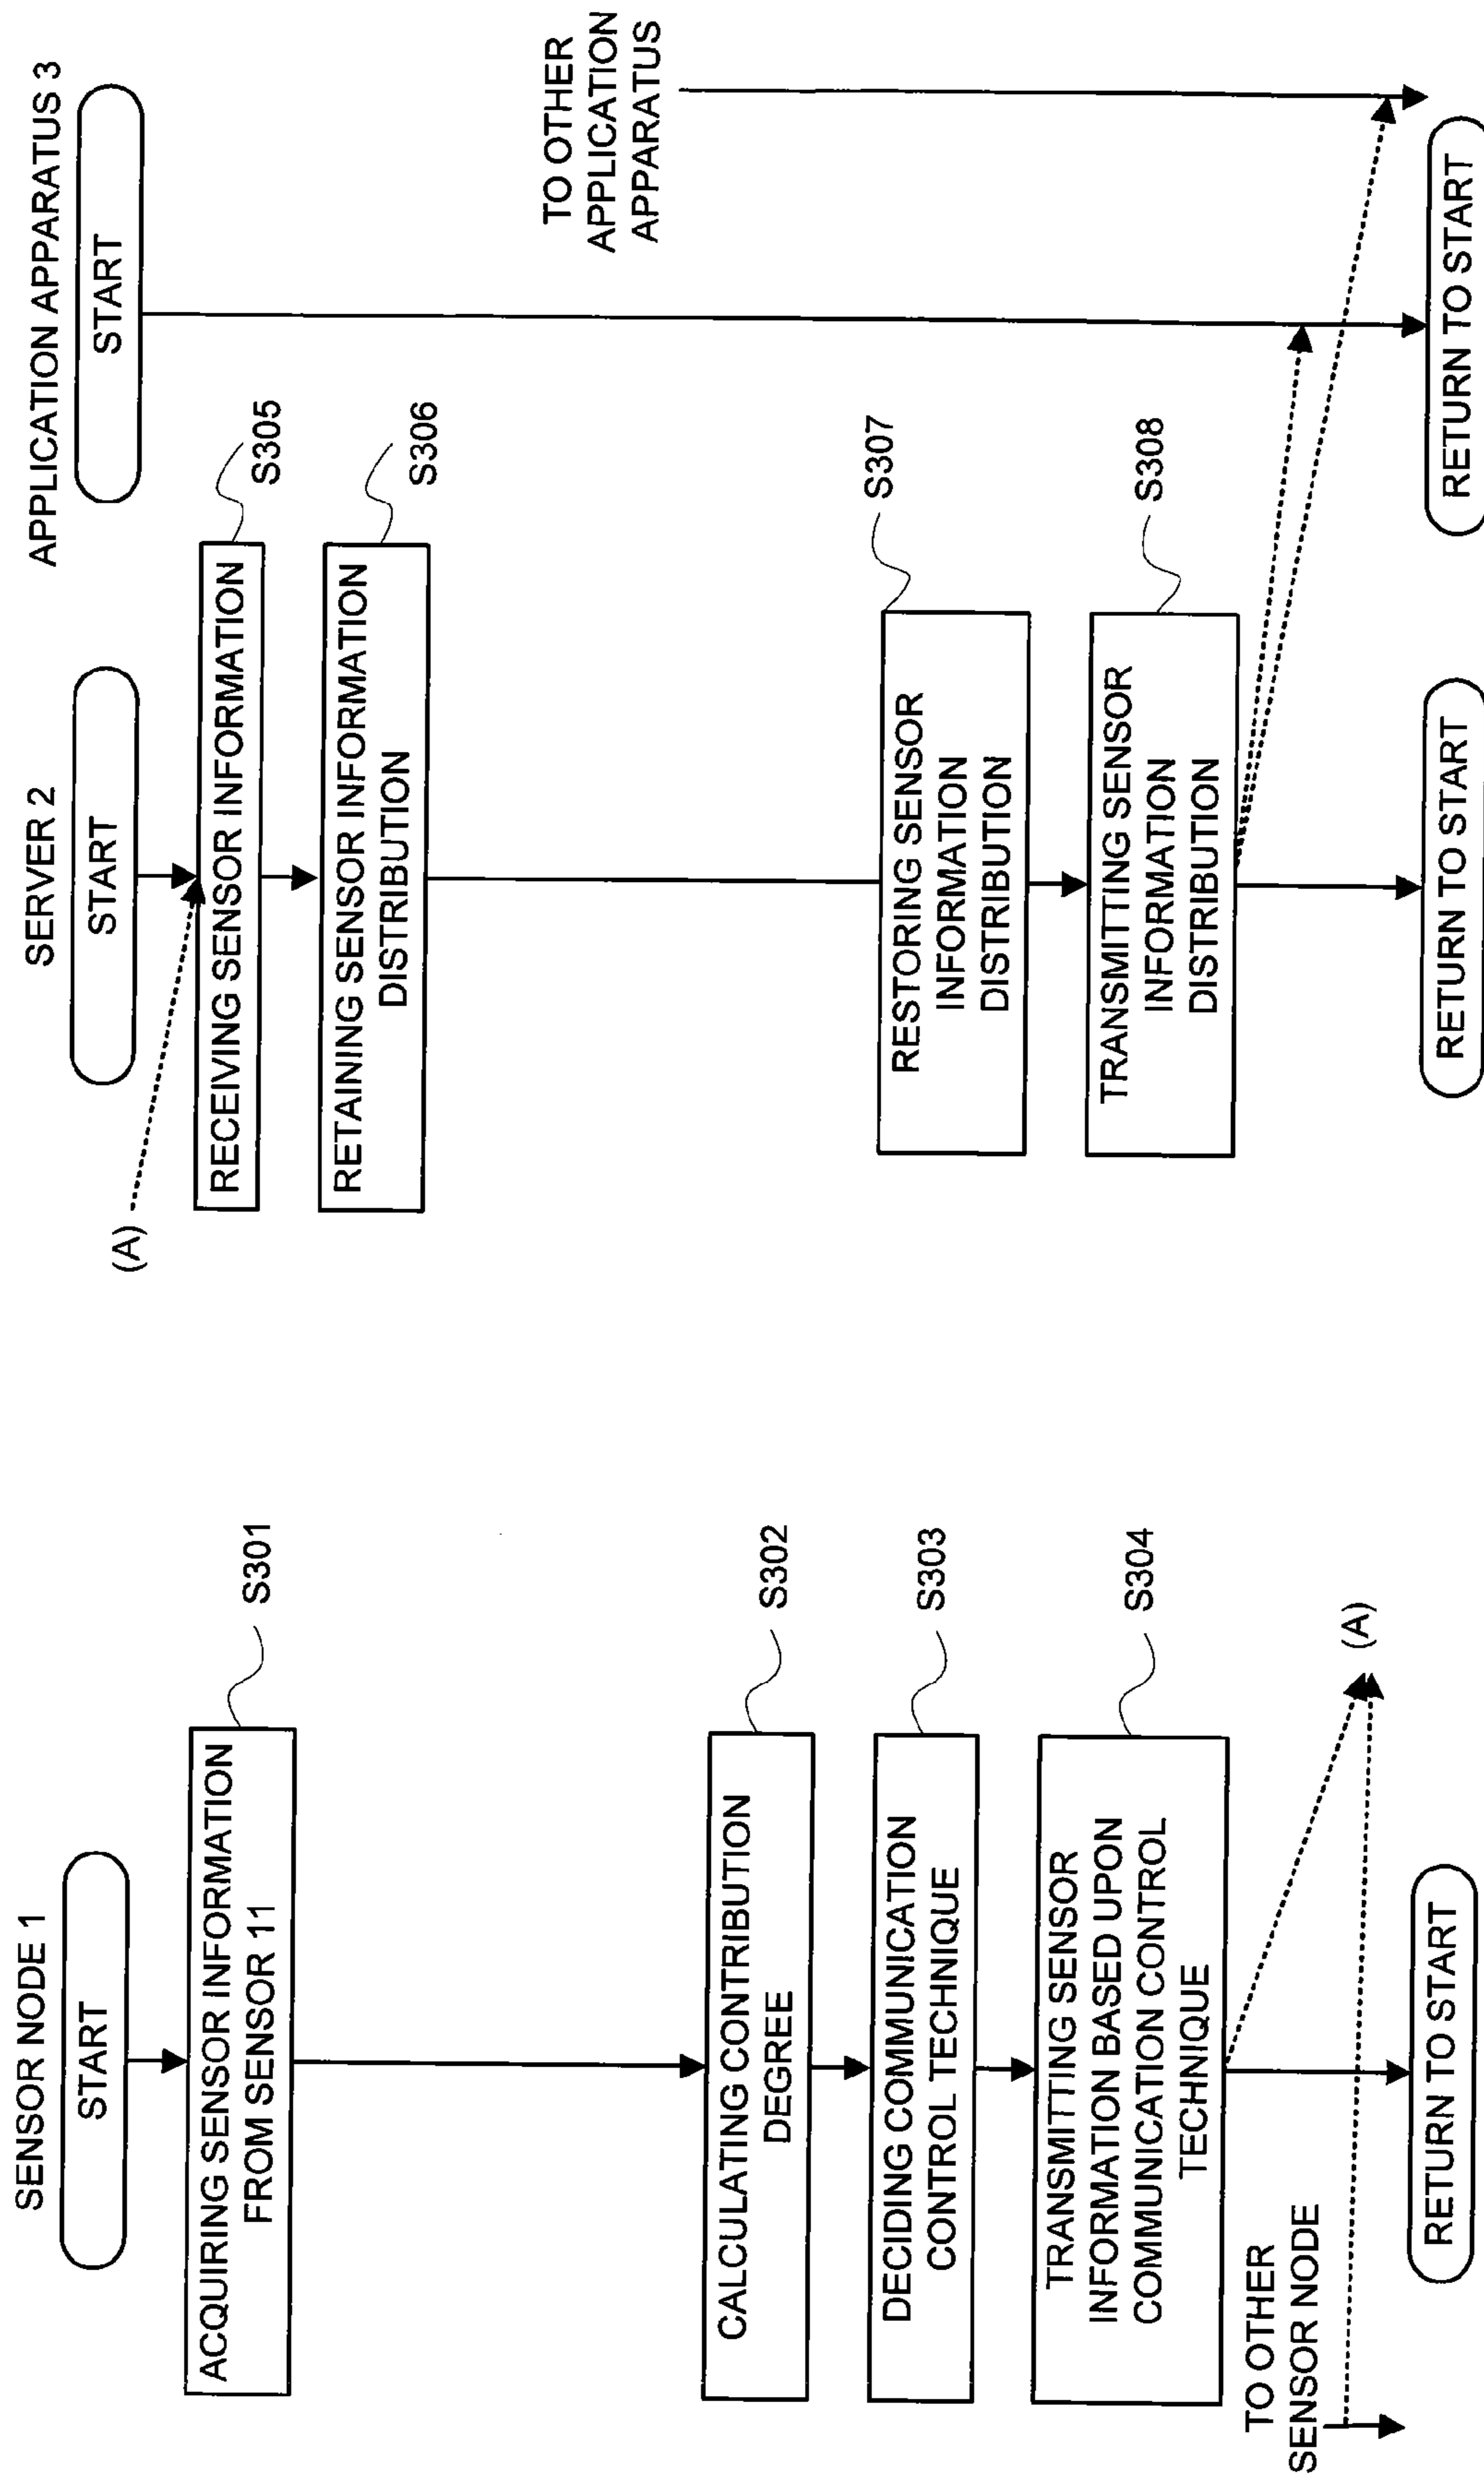 SENSOR NODE 1
START
ACQUIRING SENSOR INFORMATION
FROM SENSOR 11
S301
CALCULATING CONTRIBUTION
DEGREE
S302
DECIDING COMMUNICATION
CONTROL TECHNIQUE
S303
TRANSMITTING SENSOR
INFORMATION BASED UPON
COMMUNICATION CONTROL
TECHNIQUE
S304
TO OTHER
SENSOR NODE
(A)
RETURN TO START
SERVER 2
START
(A)
RECEIVING SENSOR INFORMATION
S305
RETAINING SENSOR INFORMATION
DISTRIBUTION
S306
RESTORING SENSOR
INFORMATION
DISTRIBUTION
S307
TRANSMITTING SENSOR
INFORMATION
DISTRIBUTION
S308
RETURN TO START
APPLICATION APPARATUS 3
START
TO OTHER
APPLICATION
APPARATUS
RETURN TO START